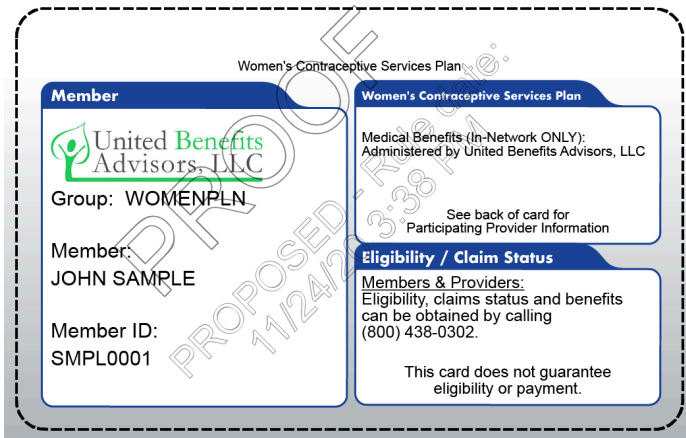 Women's Contraceptive Services Plan
Member
United Benefits
Advisors, LLC
Group: WOMENPLN
Member:
JOHN SAMPLE
Member ID:
SMPL0001
Women's Contraceptive Services Plan
Medical Benefits (In-Network ONLY):
Administered by United Benefits Advisors, LLC
See back of card for
Participating Provider Information
Eligibility / Claim Status
Members & Providers:
Eligibility, claims status and benefits
can be obtained by calling
(800) 438-0302.
This card does not guarantee
eligibility or payment.
PROOF
PROPOSED - Rule date:
3:38 PM